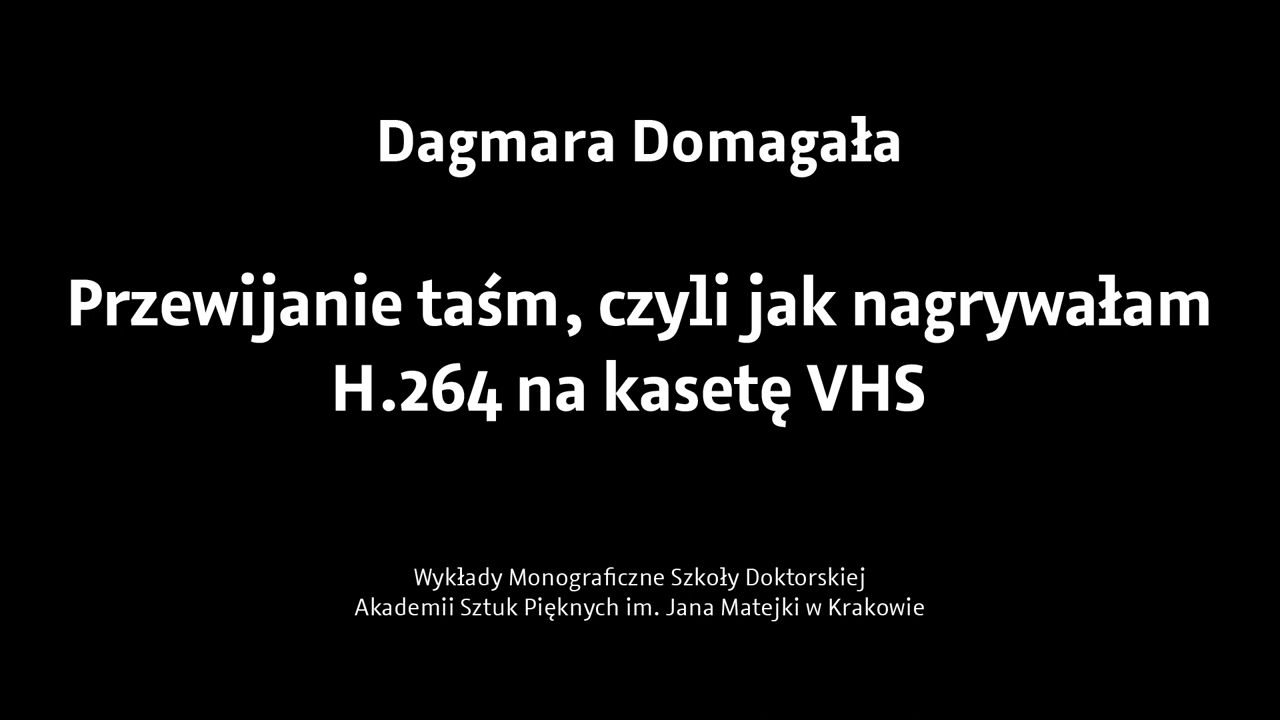 Dagmara Domagała
Przewijanie taśm, czyli jak nagrywałam
H.264 na kasetę VHS
Wykłady Monograficzne Szkoły Doktorskiej
Akademii Sztuk Pięknych im. Jana Matejki w Krakowie